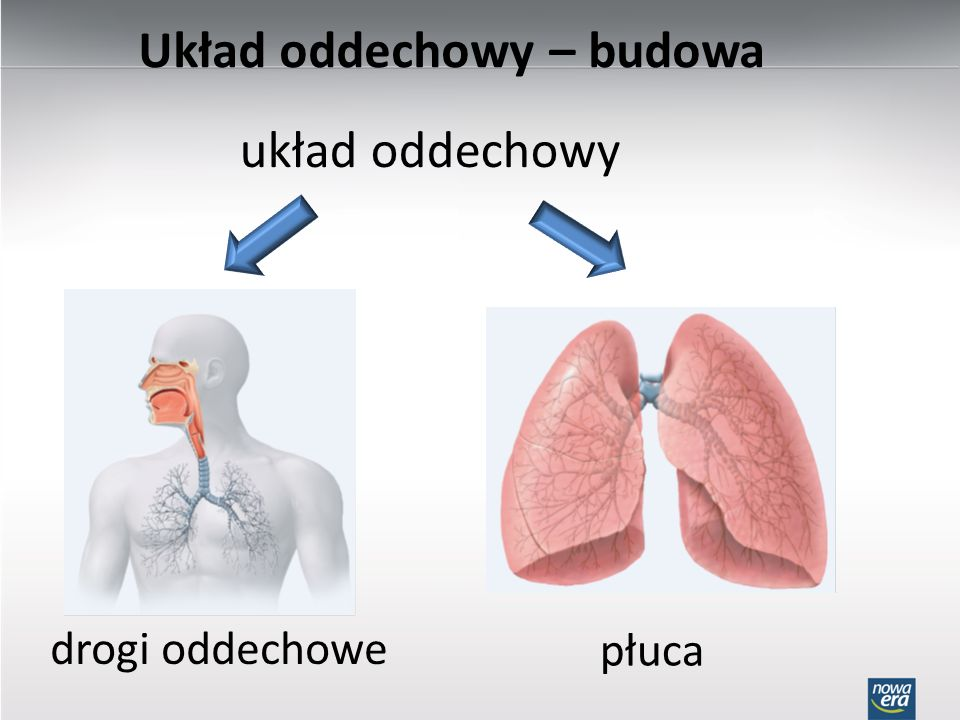 Układ oddechowy – budowa
układ oddechowy
drogi oddechowe
płuca
nowa
era